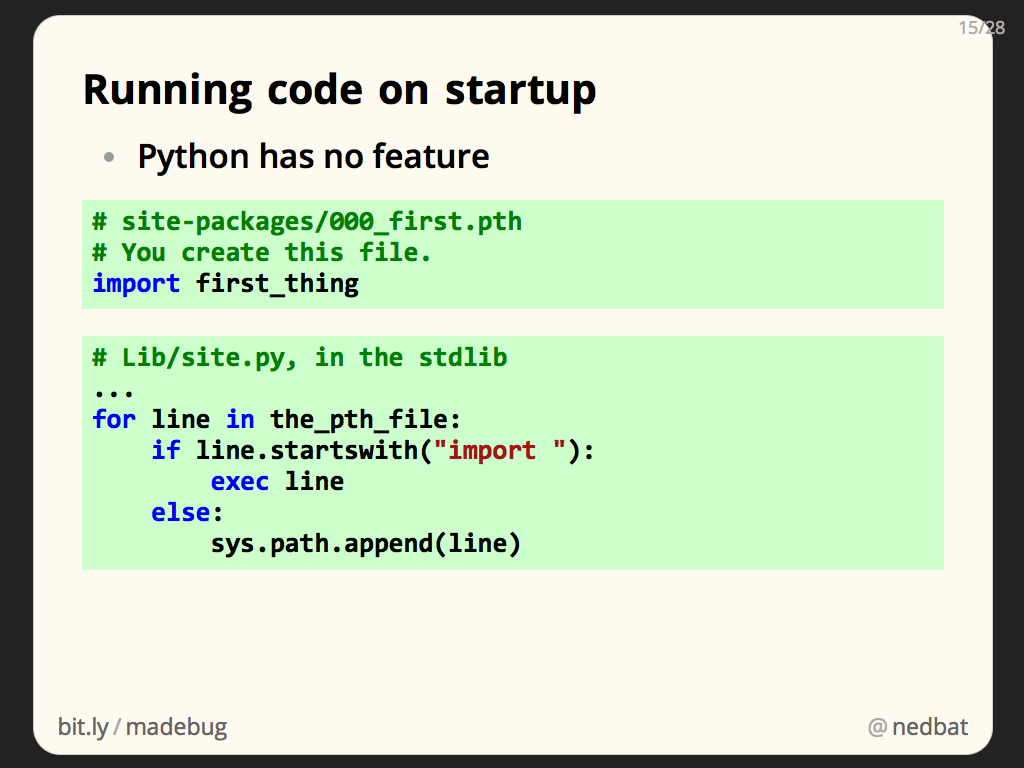 15/28
Running code on startup
• Python has no feature
# site-packages/000_first.pth
# You create this file.
import first_thing
# Lib/site.py, in the stdlib
...
for line in the_pth_file:
    if line.startswith("import "):
        exec line
    else:
        sys.path.append(line)
bit.ly/madebug
@nedbat